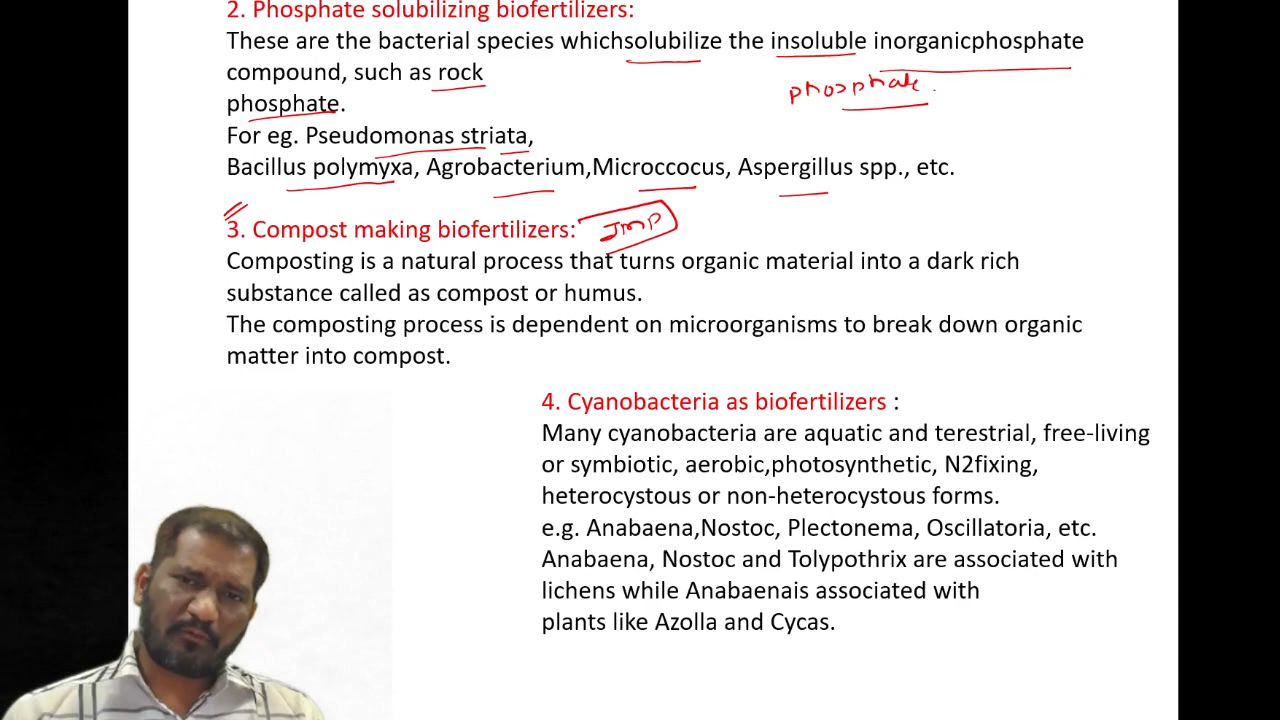 2. Phosphate solubilizing biofertilizers:
These are the bacterial species whichsolubilize the insoluble inorganicphosphate
compound, such as rock
phosphate
phosphate.
For eg. Pseudomonas striata,
Bacillus polymyxa, Agrobacterium,Microccocus, Aspergillus spp., etc.
3. Compost making biofertilizers: Imp
Composting is a natural process that turns organic material into a dark rich
substance called as compost or humus.
The composting process is dependent on microorganisms to break down organic
matter into compost.
4. Cyanobacteria as biofertilizers :
Many cyanobacteria are aquatic and terestrial, free-living
or symbiotic, aerobic,photosynthetic, N2fixing,
heterocystous or non-heterocystous forms.
e.g. Anabaena,Nostoc, Plectonema, Oscillatoria, etc.
Anabaena, Nostoc and Tolypothrix are associated with
lichens while Anabaenais associated with
plants like Azolla and Cycas.